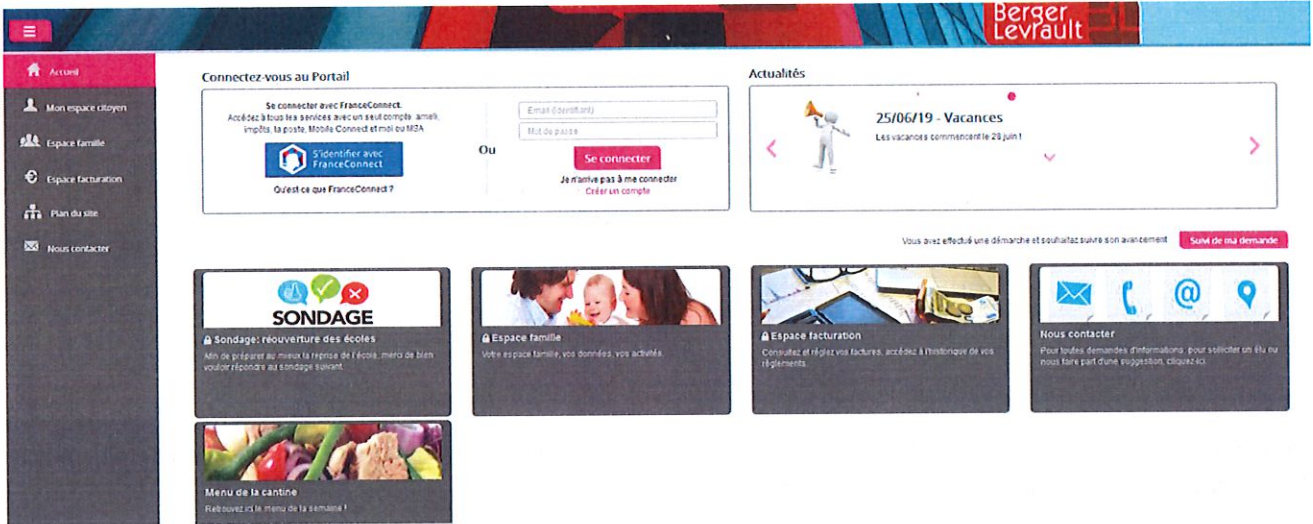 Berger
Levrault
Accueil
Mon espace citoyen
Espace famille
Espace facturation
Plan du site
Nous contacter
Connectez-vous au Portail
Se connecter avec FranceConnect.
Accédez à tous les services avec un seul compte: ameli,
impôts, la poste, Mobile Connect et moi ou MSA
S'identifier avec
FranceConnect
Qu'est ce que FranceConnect ?
Ou
Email (identifiant)
Mot de passe
Se connecter
Je n'arrive pas à me connecter
Créer un compte
Actualités
25/06/19 - Vacances
Les vacances commencent le 28 juin !
Vous avez effectué une démarche et souhaitez suivre son avancement
Suivi de ma demande
SONDAGE
Sondage: réouverture des écoles
Afin de préparer au mieux la reprise de l'école, merci de bien
vouloir répondre au sondage suivant.
Espace famille
Votre espace famille, vos données, vos activités.
Espace facturation
Consultez et réglez vos factures, accédez à l'historique de vos
règlements.
Nous contacter
Pour toutes demandes d'informations, pour solliciter un élu ou
nous faire part d'une suggestion, cliquez-ici.
Menu de la cantine
Retrouvez ici le menu de la semaine !